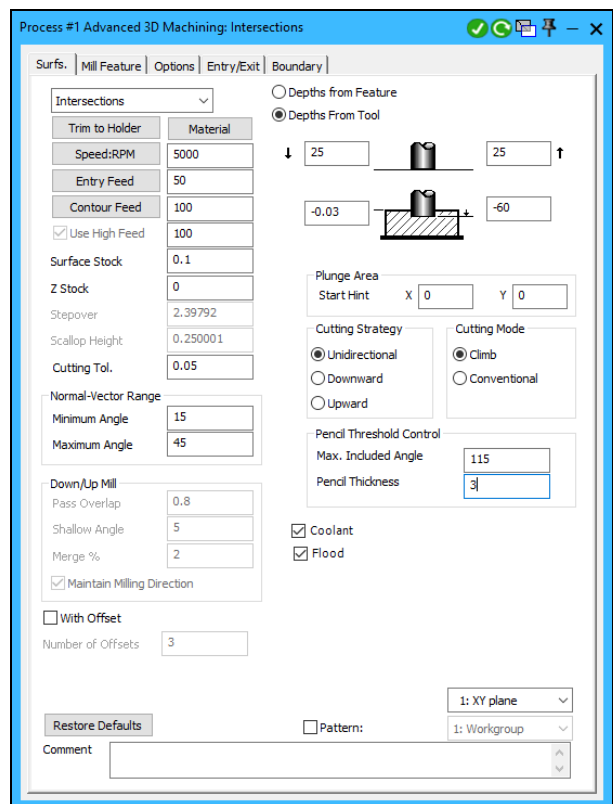 Process #1 Advanced 3D Machining: Intersections
Surfs. Mill Feature Options Entry/Exit Boundary
Intersections
Trim to Holder Material
Speed:RPM 5000
Entry Feed 50
Contour Feed 100
Use High Feed 100
Surface Stock 0.1
Z Stock 0
Stepover 2.39792
Scallop Height 0.250001
Cutting Tol. 0.05
Normal-Vector Range
Minimum Angle 15
Maximum Angle 45
Down/Up Mill
Pass Overlap 0.8
Shallow Angle 5
Merge % 2
Maintain Milling Direction
With Offset
Number of Offsets 3
Depths from Feature
Depths From Tool
25 25
-0.03 -60
Plunge Area
Start Hint X 0 Y 0
Cutting Strategy
Unidirectional
Downward
Upward
Cutting Mode
Climb
Conventional
Pencil Threshold Control
Max. Included Angle 115
Pencil Thickness 3
Coolant
Flood
1: XY plane
Restore Defaults Pattern: 1: Workgroup
Comment